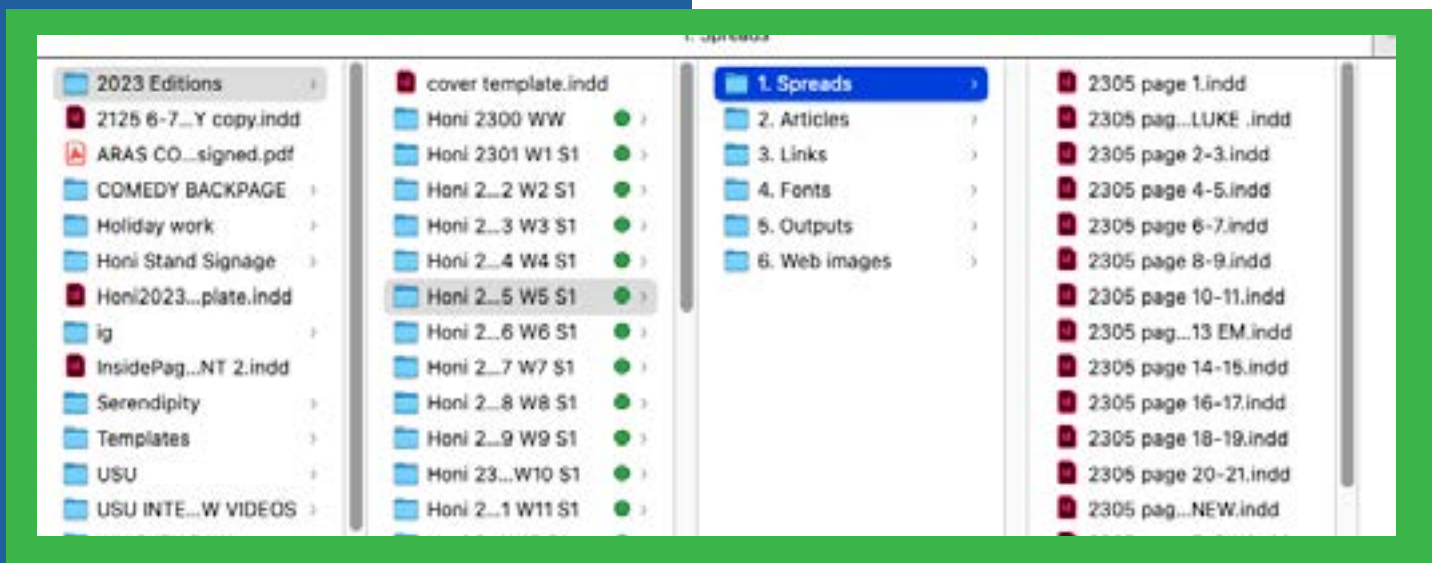 1. Spreads
2023 Editions
2125 6-7...Y copy.indd
ARAS CO...signed.pdf
COMEDY BACKPAGE
Holiday work
Honi Stand Signage
Honi2023...plate.indd
ig
InsidePag...NT 2.indd
Serendipity
Templates
USU
USU INTE...W VIDEOS
cover template.indd
Honi 2300 WW
Honi 2301 W1 S1
Honi 2...2 W2 S1
Honi 2...3 W3 S1
Honi 2...4 W4 S1
Honi 2...5 W5 S1
Honi 2...6 W6 S1
Honi 2...7 W7 S1
Honi 2...8 W8 S1
Honi 2...9 W9 S1
Honi 23...W10 S1
Honi 2...1 W11 S1
1. Spreads
2. Articles
3. Links
4. Fonts
5. Outputs
6. Web images
2305 page 1.indd
2305 pag...LUKE .indd
2305 page 2-3.indd
2305 page 4-5.indd
2305 page 6-7.indd
2305 page 8-9.indd
2305 page 10-11.indd
2305 pag...13 EM.indd
2305 page 14-15.indd
2305 page 16-17.indd
2305 page 18-19.indd
2305 page 20-21.indd
2305 pag...NEW.indd